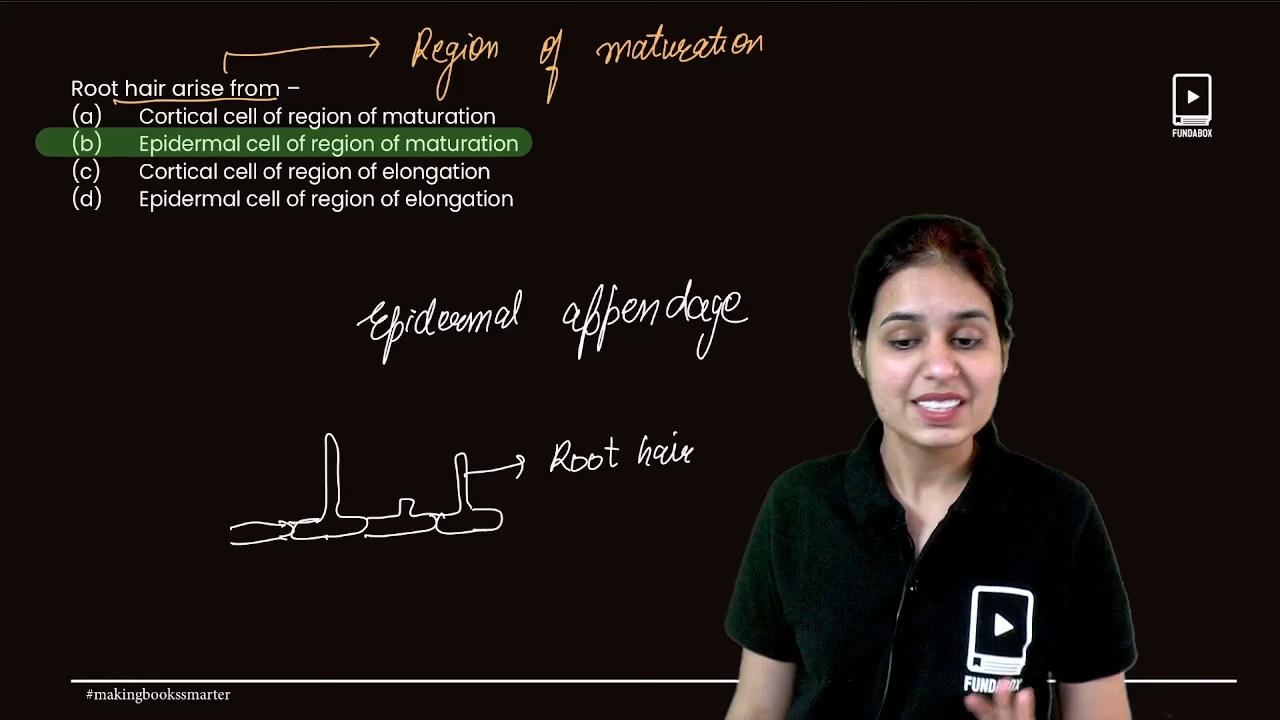 Region of maturation
Root hair arise from –
(a) Cortical cell of region of maturation
(b) Epidermal cell of region of maturation
(c) Cortical cell of region of elongation
(d) Epidermal cell of region of elongation
FUNDABOX
Epidermal appendage
Root hair
FUNDABOX
#makingbookssmarter